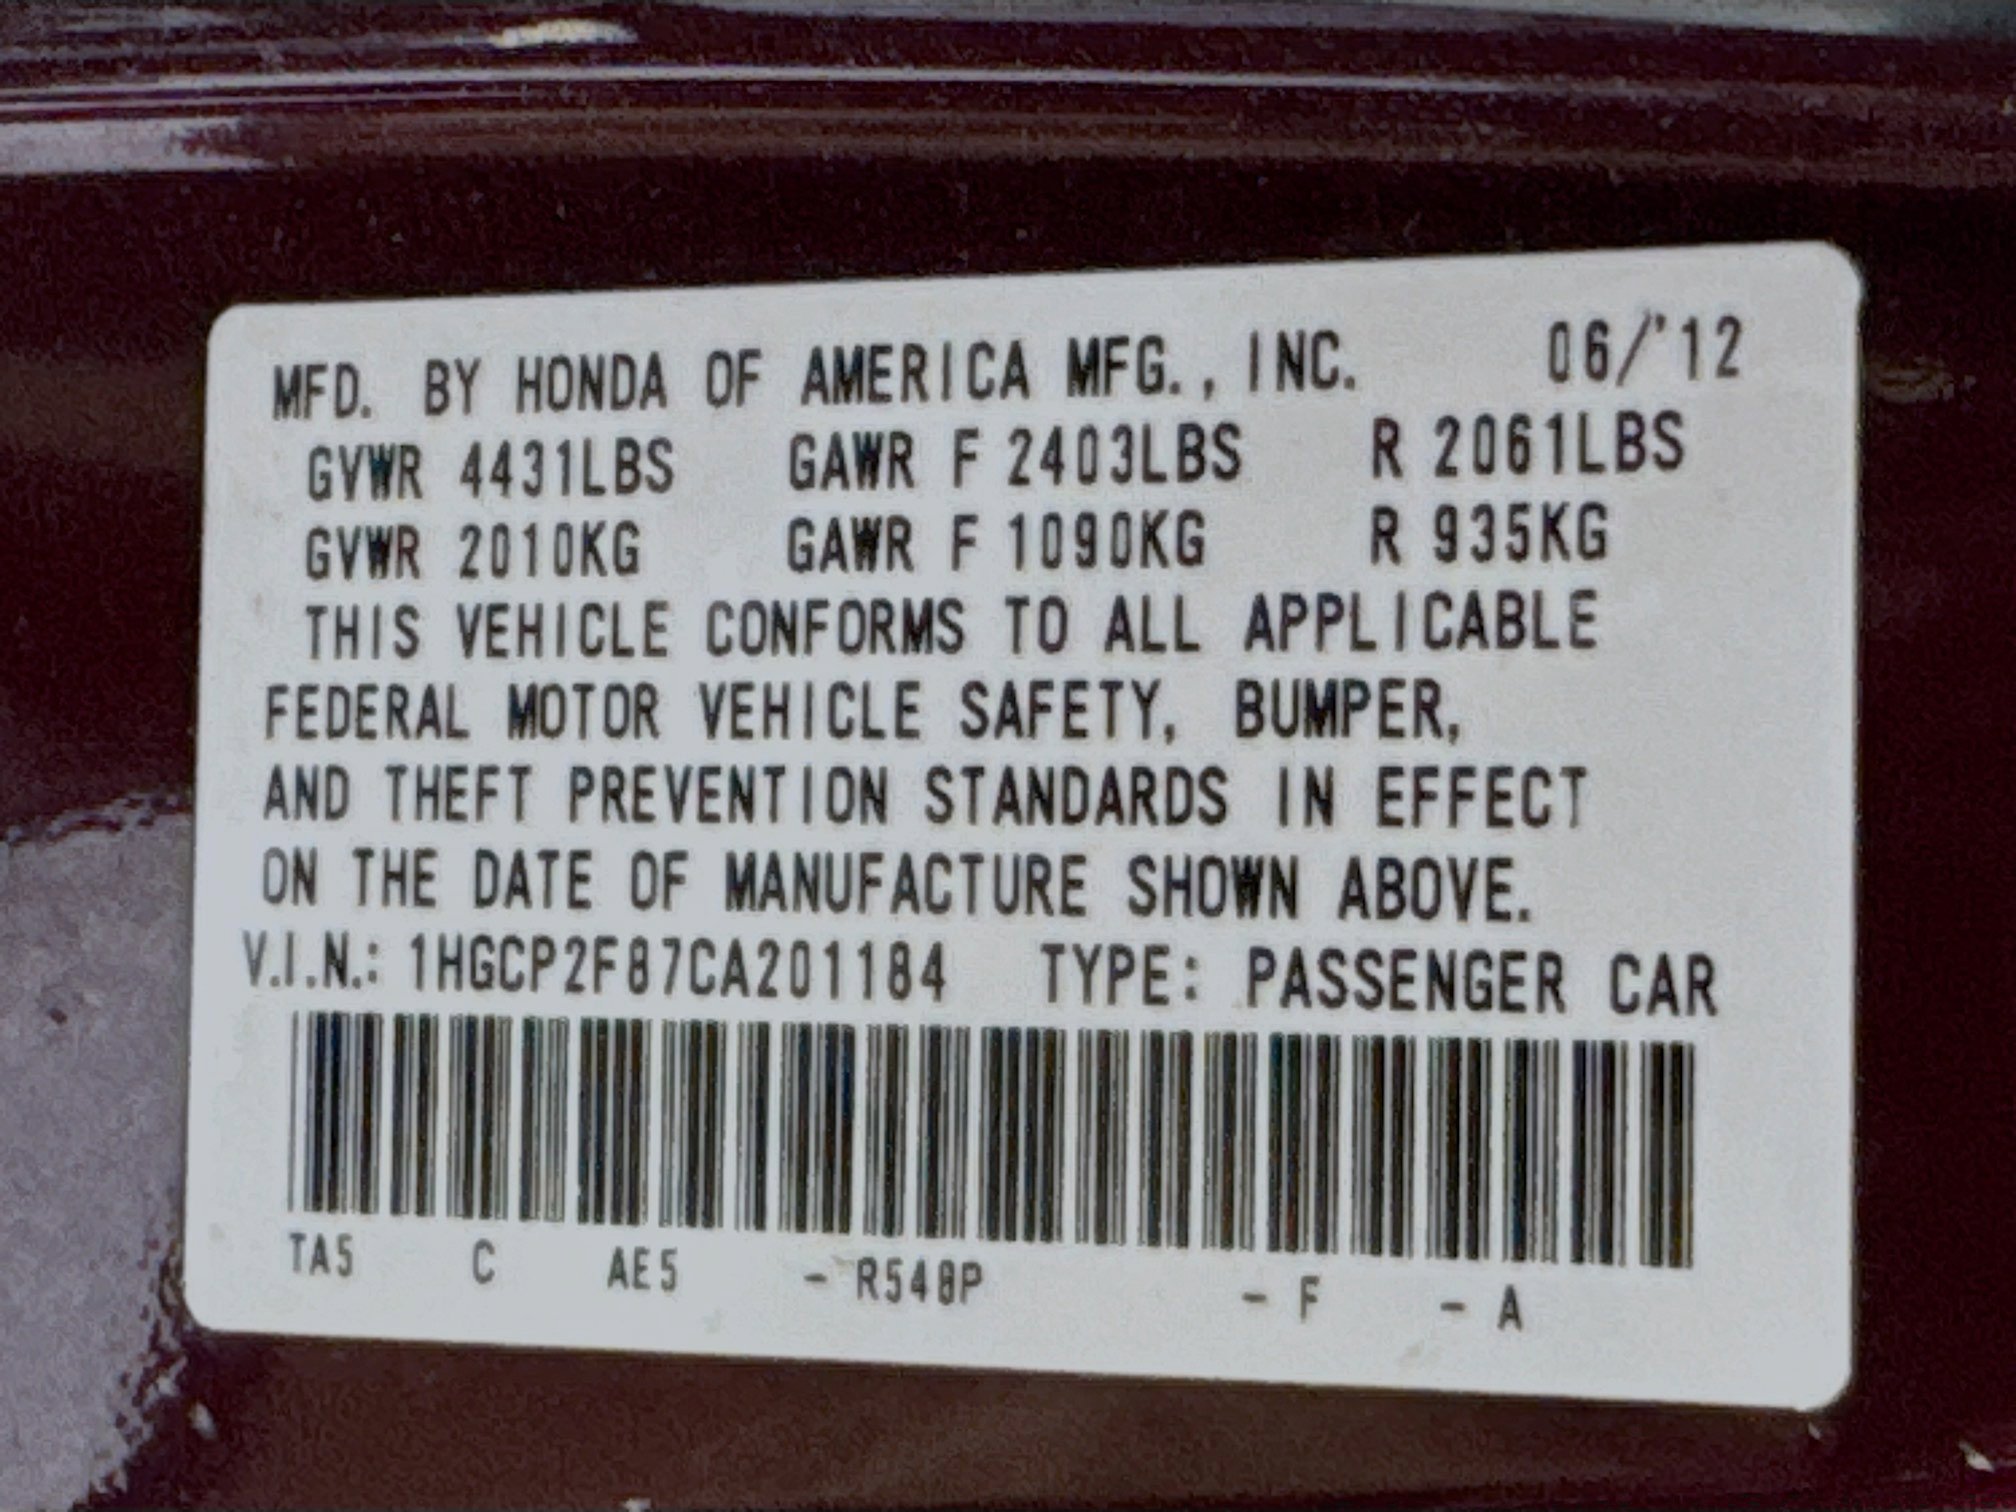 MFD. BY HONDA OF AMERICA MFG., INC. 06/'12
GVWR 4431LBS GAWR F 2403LBS R 2061LBS
GVWR 2010KG GAWR F 1090KG R 935KG
THIS VEHICLE CONFORMS TO ALL APPLICABLE
FEDERAL MOTOR VEHICLE SAFETY, BUMPER,
AND THEFT PREVENTION STANDARDS IN EFFECT
ON THE DATE OF MANUFACTURE SHOWN ABOVE.
V.I.N.: 1HGCP2F87CA201184 TYPE: PASSENGER CAR
TA5 C AE5 - R548P - F - A